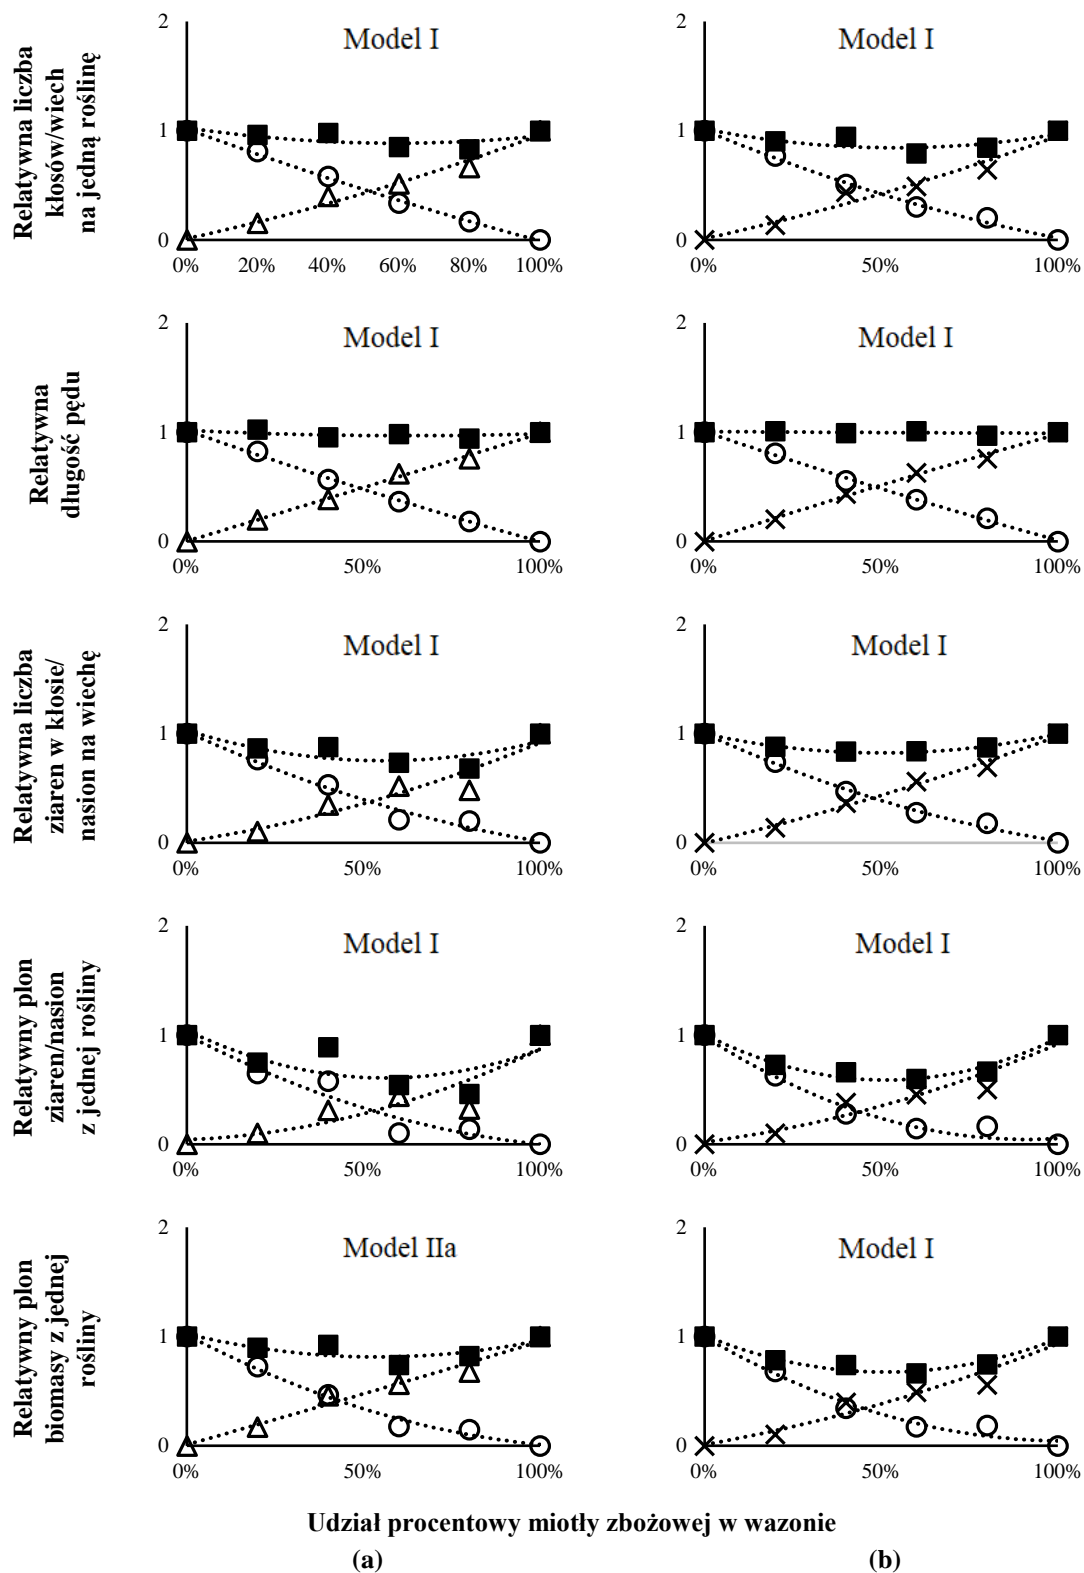 Relatywna liczba
kłosów/wiech
na jedną roślinę
2
1
0
Model I
0%
20%
40%
60%
80%
100%
2
1
0
Model I
0%
50%
100%
Relatywna
długość pędu
2
1
0
Model I
0%
50%
100%
2
1
0
Model I
0%
50%
100%
Relatywna liczba
ziaren w kłosie/
nasion na wiechę
2
1
0
Model I
0%
50%
100%
2
1
0
Model I
0%
50%
100%
Relatywny plon
ziaren/nasion
z jednej rośliny
2
1
0
Model I
0%
50%
100%
2
1
0
Model I
0%
50%
100%
Relatywny plon
biomasy z jednej
rośliny
2
1
0
Model IIa
0%
50%
100%
2
1
0
Model I
0%
50%
100%
Udział procentowy miotły zbożowej w wazonie
(a)
(b)